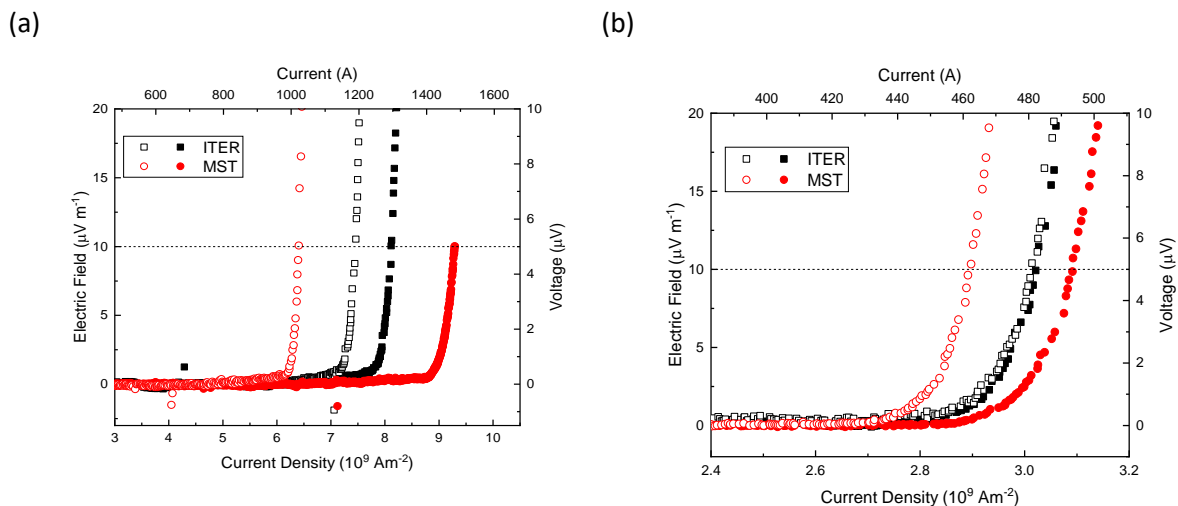 (a)
Current (A)
600 800 1000 1200 1400 1600
20
15
10
5
0
Electric Field (μV m⁻¹)
ITER
MST
10
8
6
4
2
0
Voltage (μV)
3 4 5 6 7 8 9 10
Current Density (10⁹ Am⁻²)
(b)
Current (A)
400 420 440 460 480 500
20
15
10
5
0
Electric Field (μV m⁻¹)
ITER
MST
10
8
6
4
2
0
Voltage (μV)
2.4 2.6 2.8 3.0 3.2
Current Density (10⁹ Am⁻²)